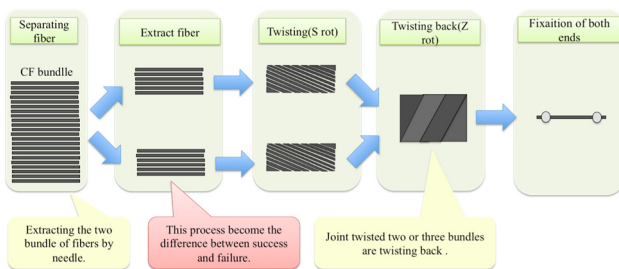 Separating
fiber
Extract fiber
Twisting(S rot)
Twisting back(Z
rot)
Fixaition of both
ends
CF bundlle
Extracting the two
bundle of fibers by
needle.
This process become the
difference between success
and failure.
Joint twisted two or three bundles
are twisting back .